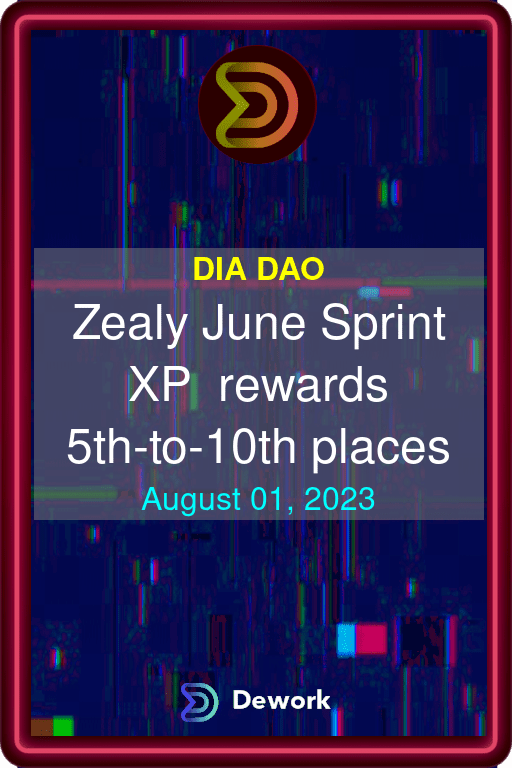 DIA DAO
Zealy June Sprint
XP  rewards
5th-to-10th places
August 01, 2023
Dework